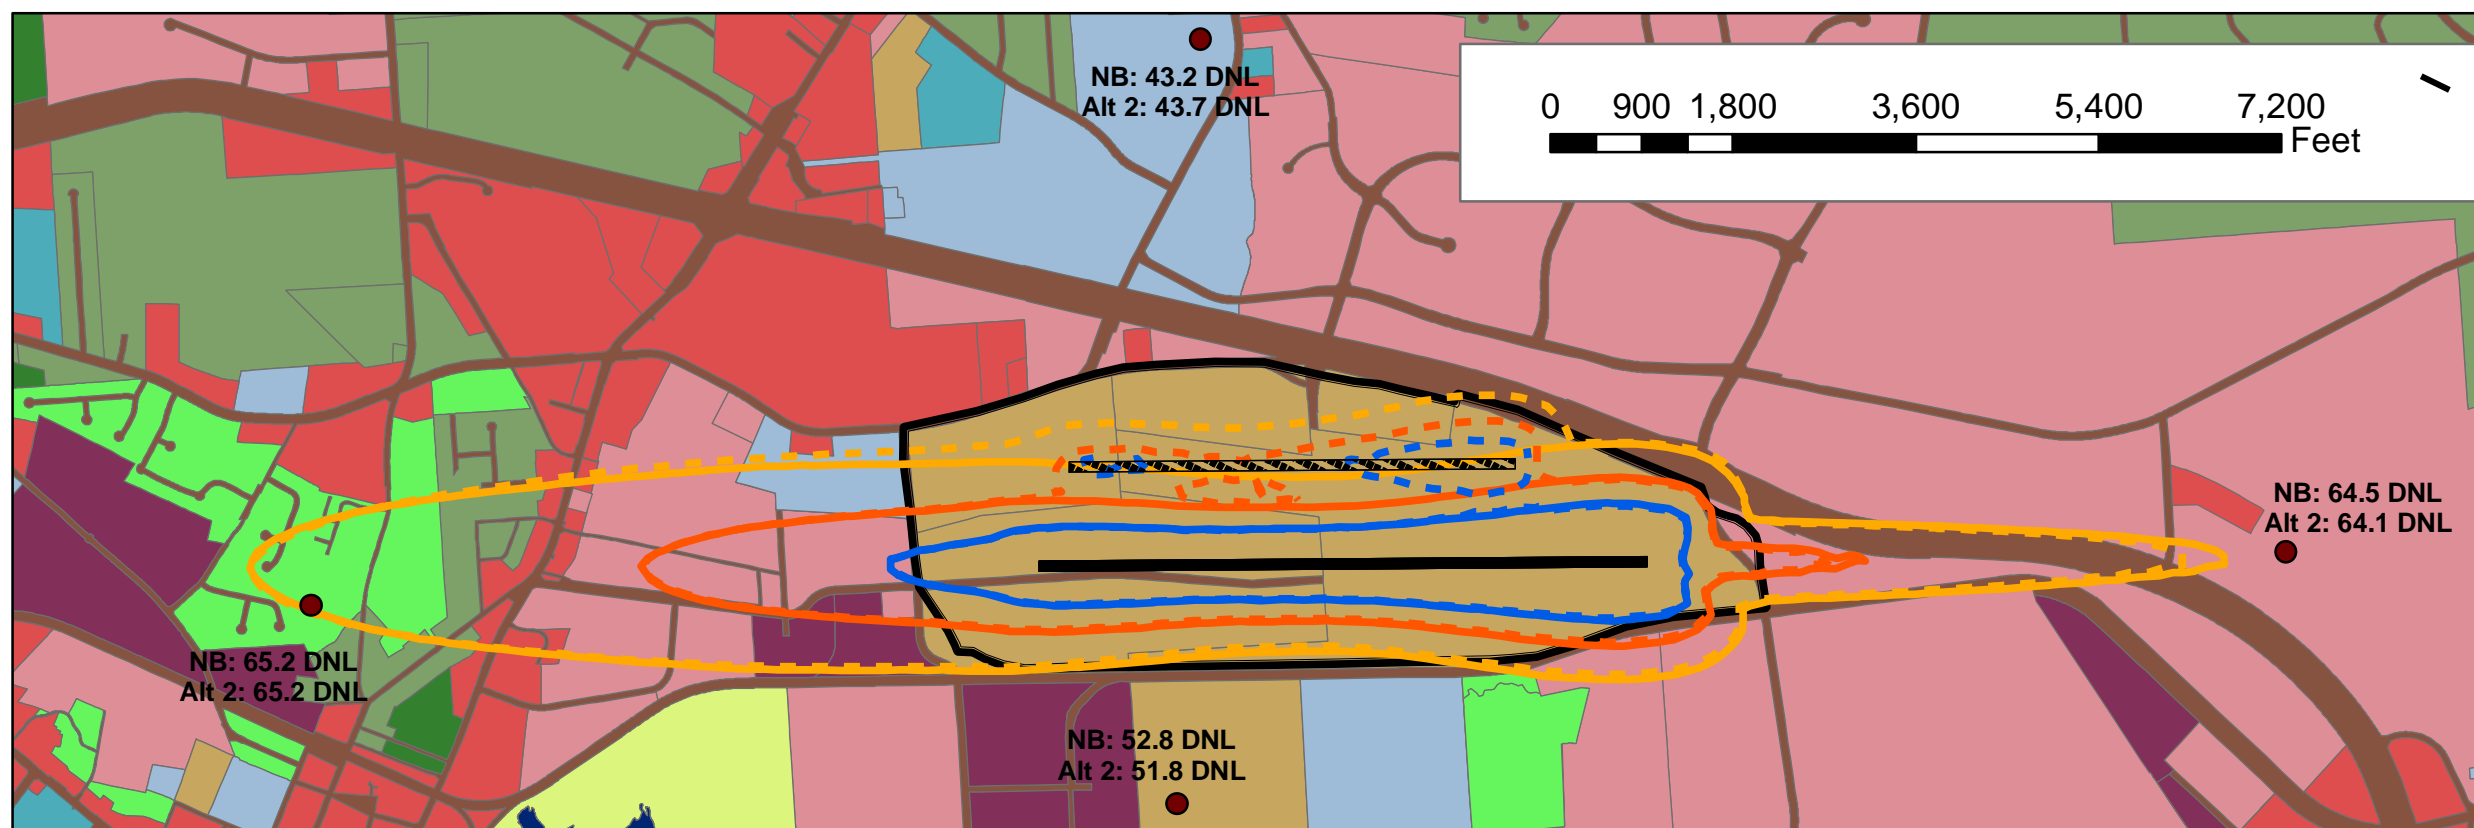 NB: 43.2 DNL
Alt 2: 43.7 DNL
0 900 1,800 3,600 5,400 7,200
Feet
NB: 64.5 DNL
Alt 2: 64.1 DNL
NB: 65.2 DNL
Alt 2: 65.2 DNL
NB: 52.8 DNL
Alt 2: 51.8 DNL